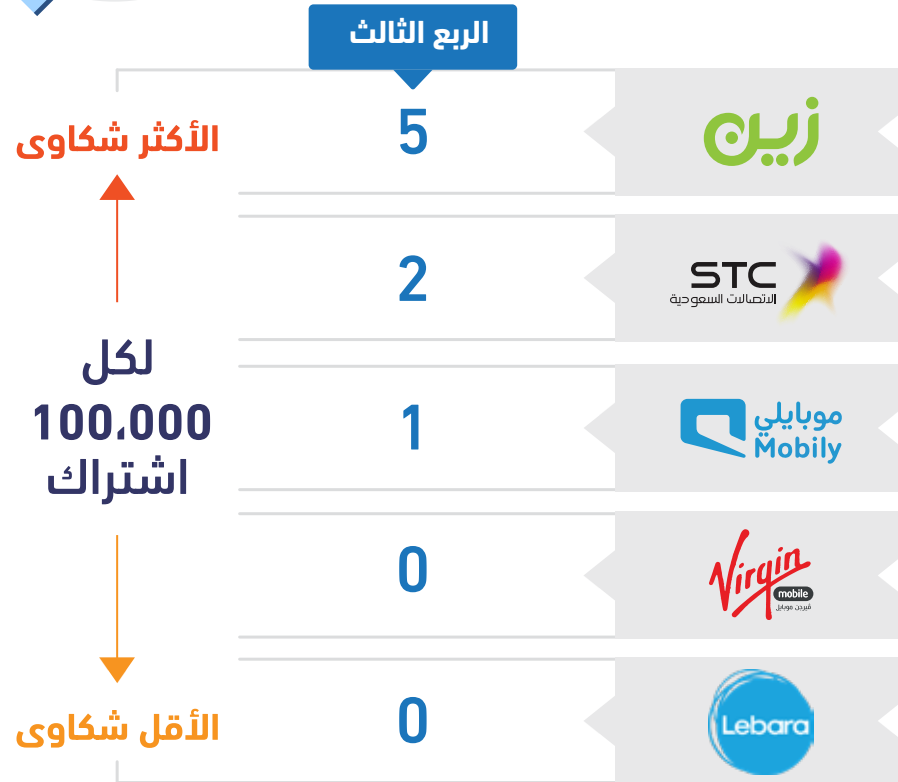 الربع الثالث
زين
5
الأكثر شكاوى
STC
الاتصالات السعودية
2
موبايلي
Mobily
1
لكل
100،000
اشتراك
Virgin
mobile
ڤيرجن موبايل
0
Lebara
0
الأقل شكاوى